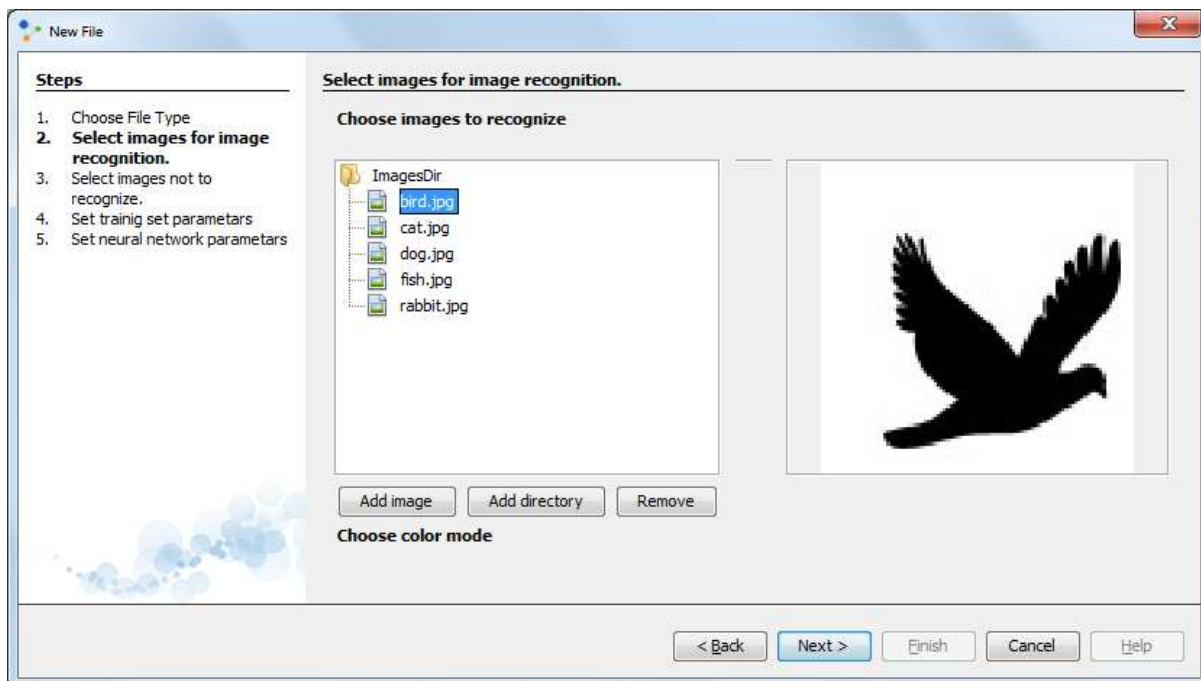 New File
Steps
1. Choose File Type
2. Select images for image
recognition.
3. Select images not to
recognize.
4. Set trainig set parametars
5. Set neural network parametars
Select images for image recognition.
Choose images to recognize
ImagesDir
bird.jpg
cat.jpg
dog.jpg
fish.jpg
rabbit.jpg
Add image Add directory Remove
Choose color mode
< Back Next > Finish Cancel Help